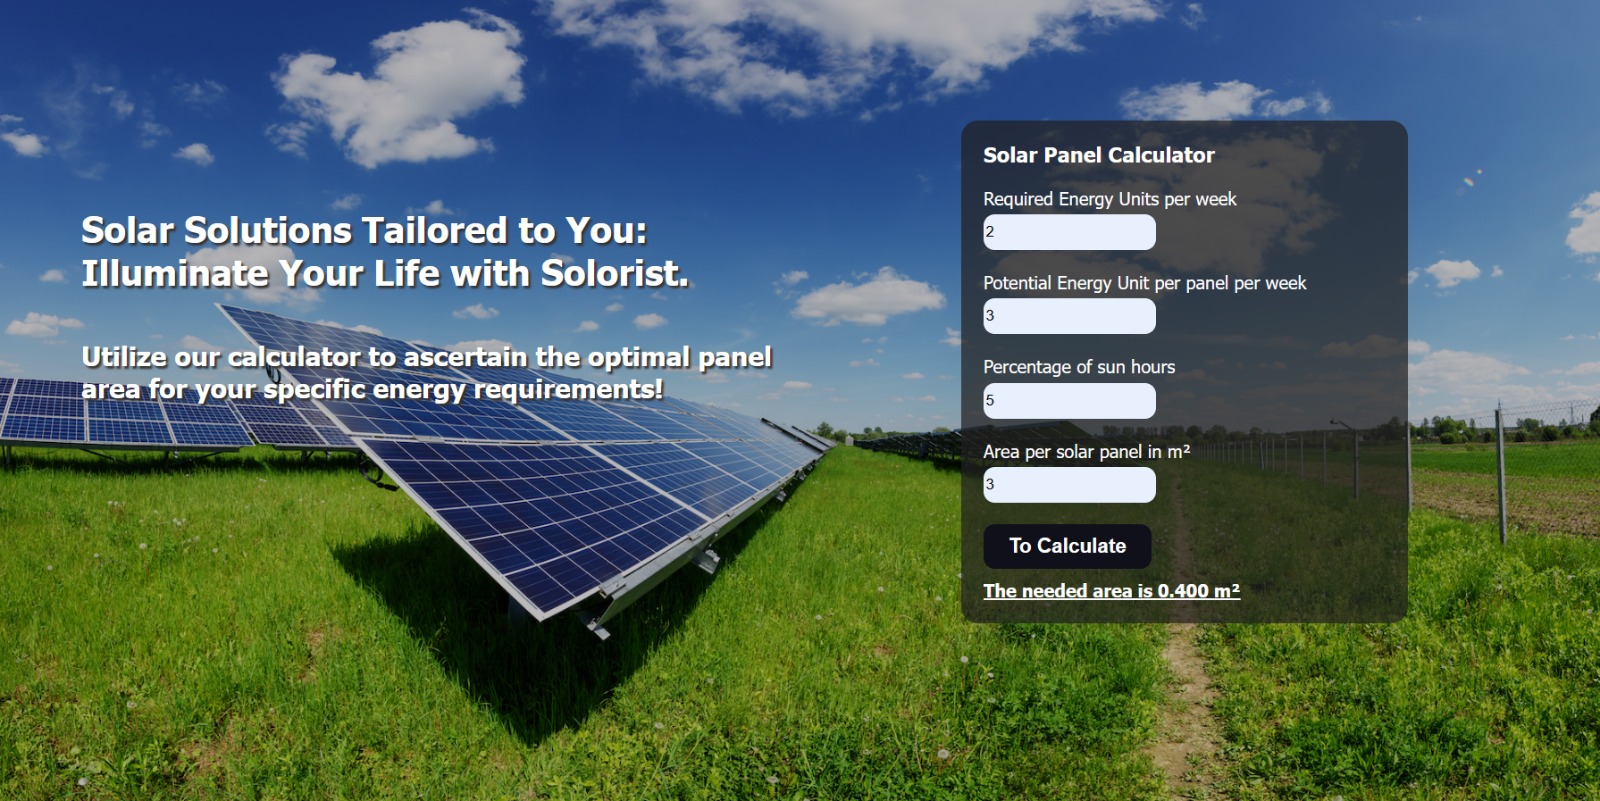 Solar Solutions Tailored to You:
Illuminate Your Life with Solorist.
Utilize our calculator to ascertain the optimal panel
area for your specific energy requirements!
Solar Panel Calculator
Required Energy Units per week
2
Potential Energy Unit per panel per week
3
Percentage of sun hours
5
Area per solar panel in m²
3
To Calculate
The needed area is 0.400 m²